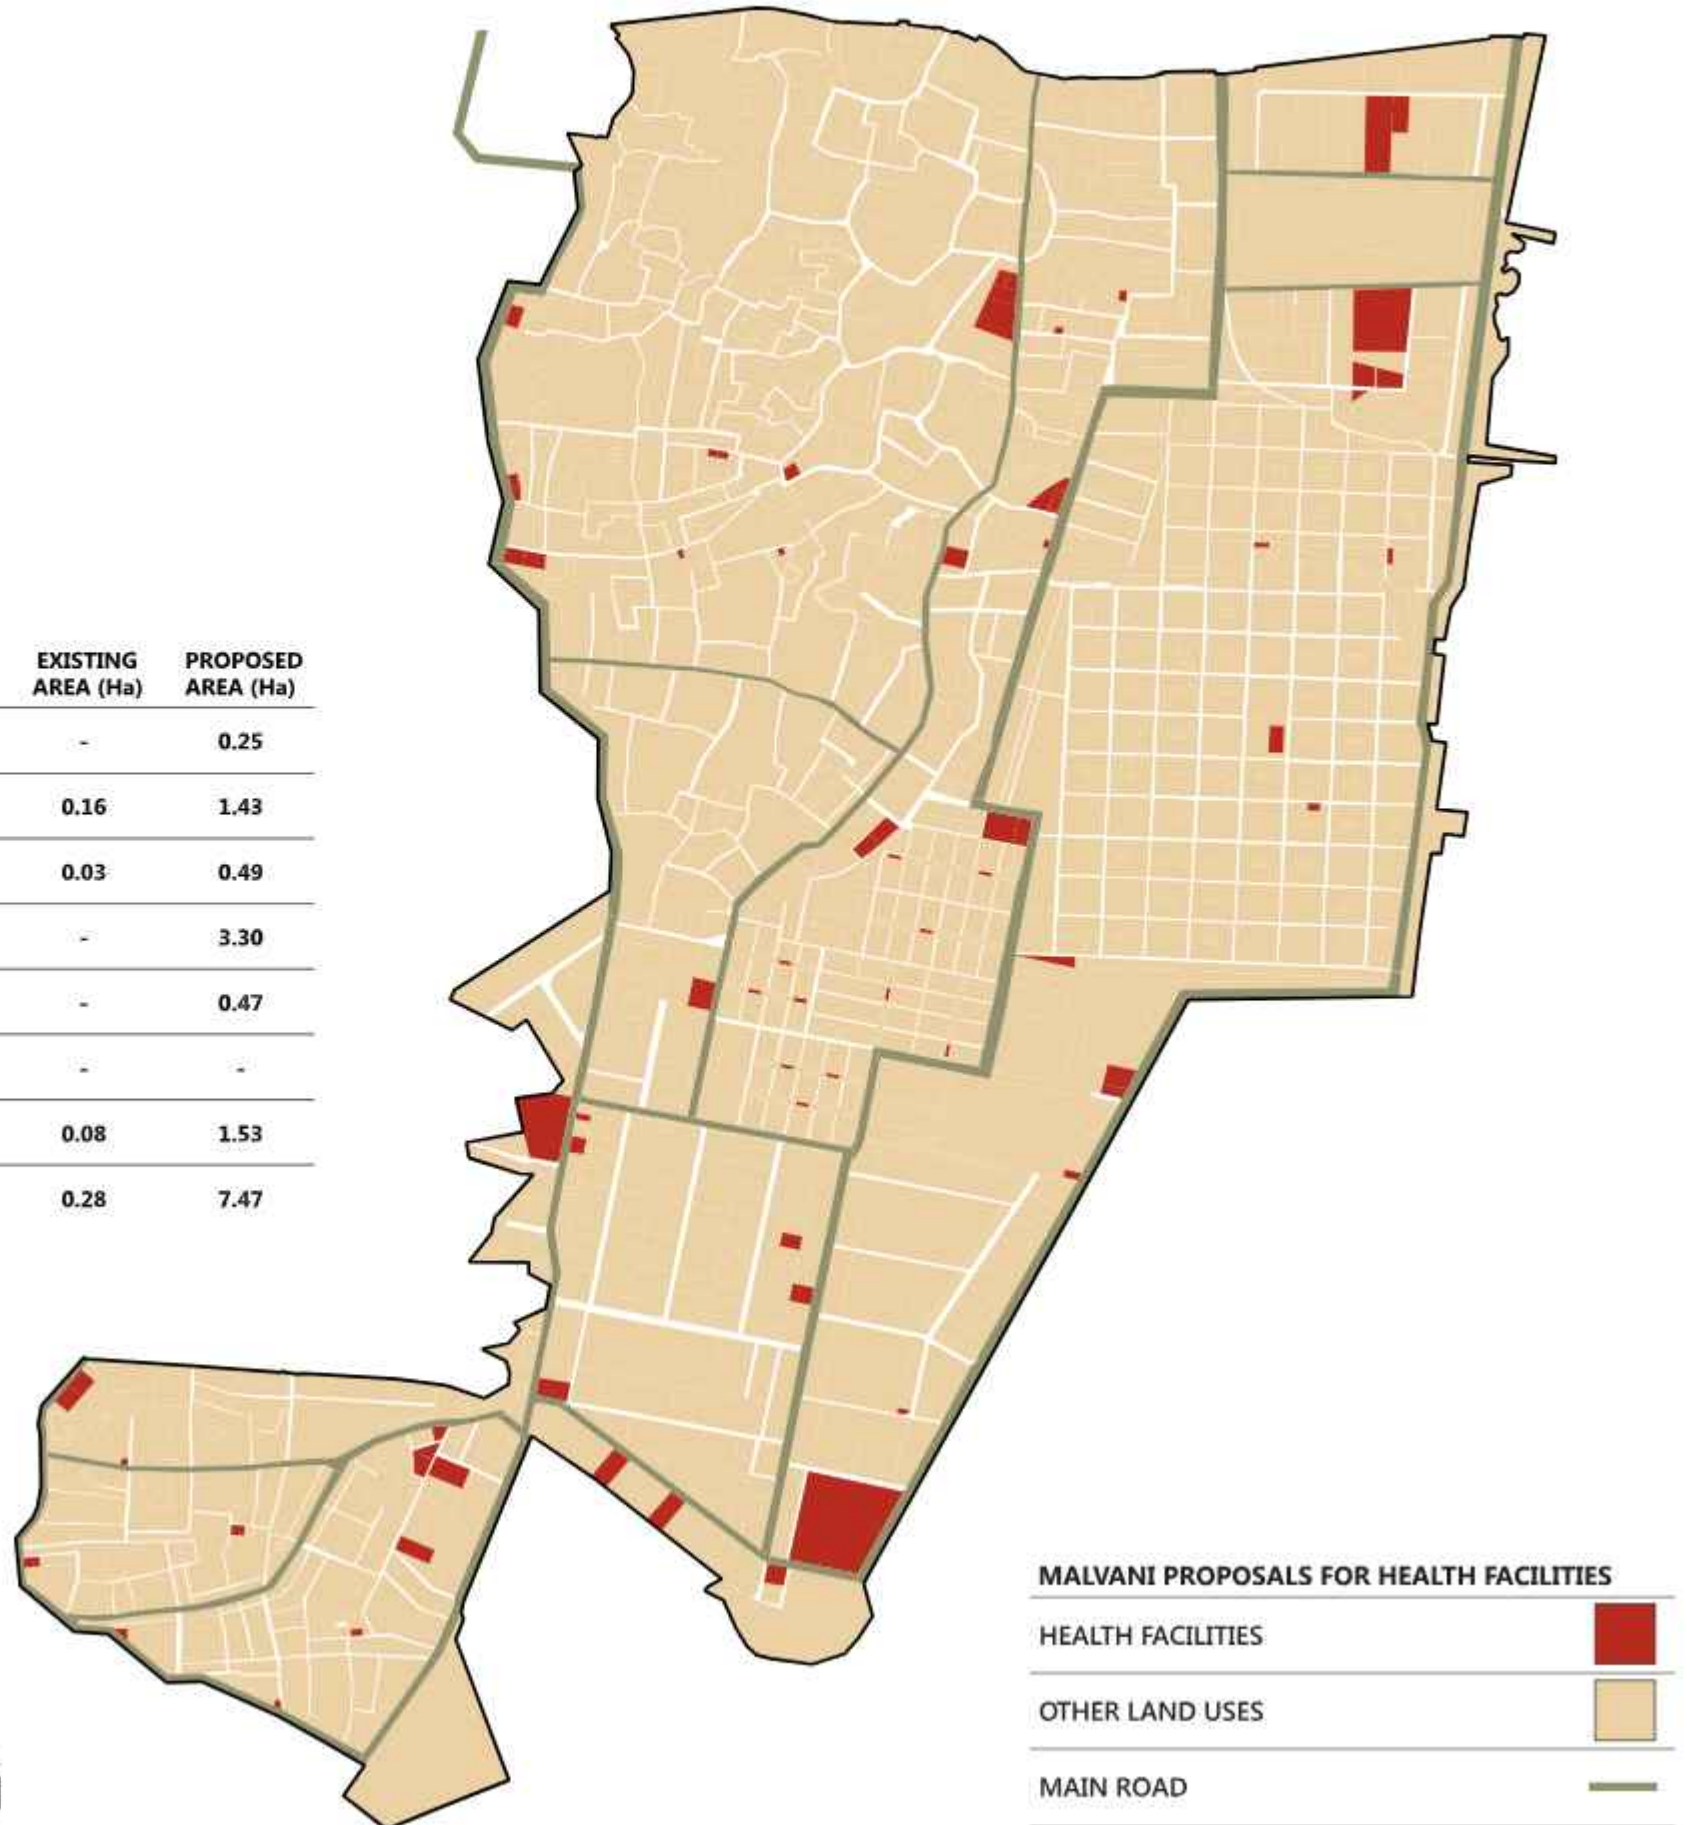 EXISTING PROPOSED
AREA (Ha) AREA (Ha)
- 0.25
0.16 1.43
0.03 0.49
- 3.30
- 0.47
- -
0.08 1.53
0.28 7.47
MALVANI PROPOSALS FOR HEALTH FACILITIES
HEALTH FACILITIES
OTHER LAND USES
MAIN ROAD